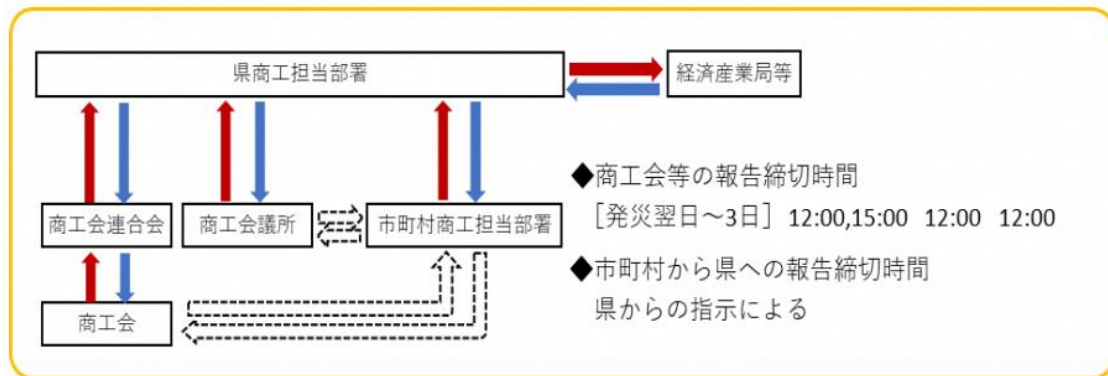 県商工担当部署
経済産業局等
商工会連合会
商工会議所
市町村商工担当部署
商工会
◆商工会等の報告締切時間
［発災翌日～3日］ 12:00,15:00 12:00 12:00
◆市町村から県への報告締切時間
県からの指示による